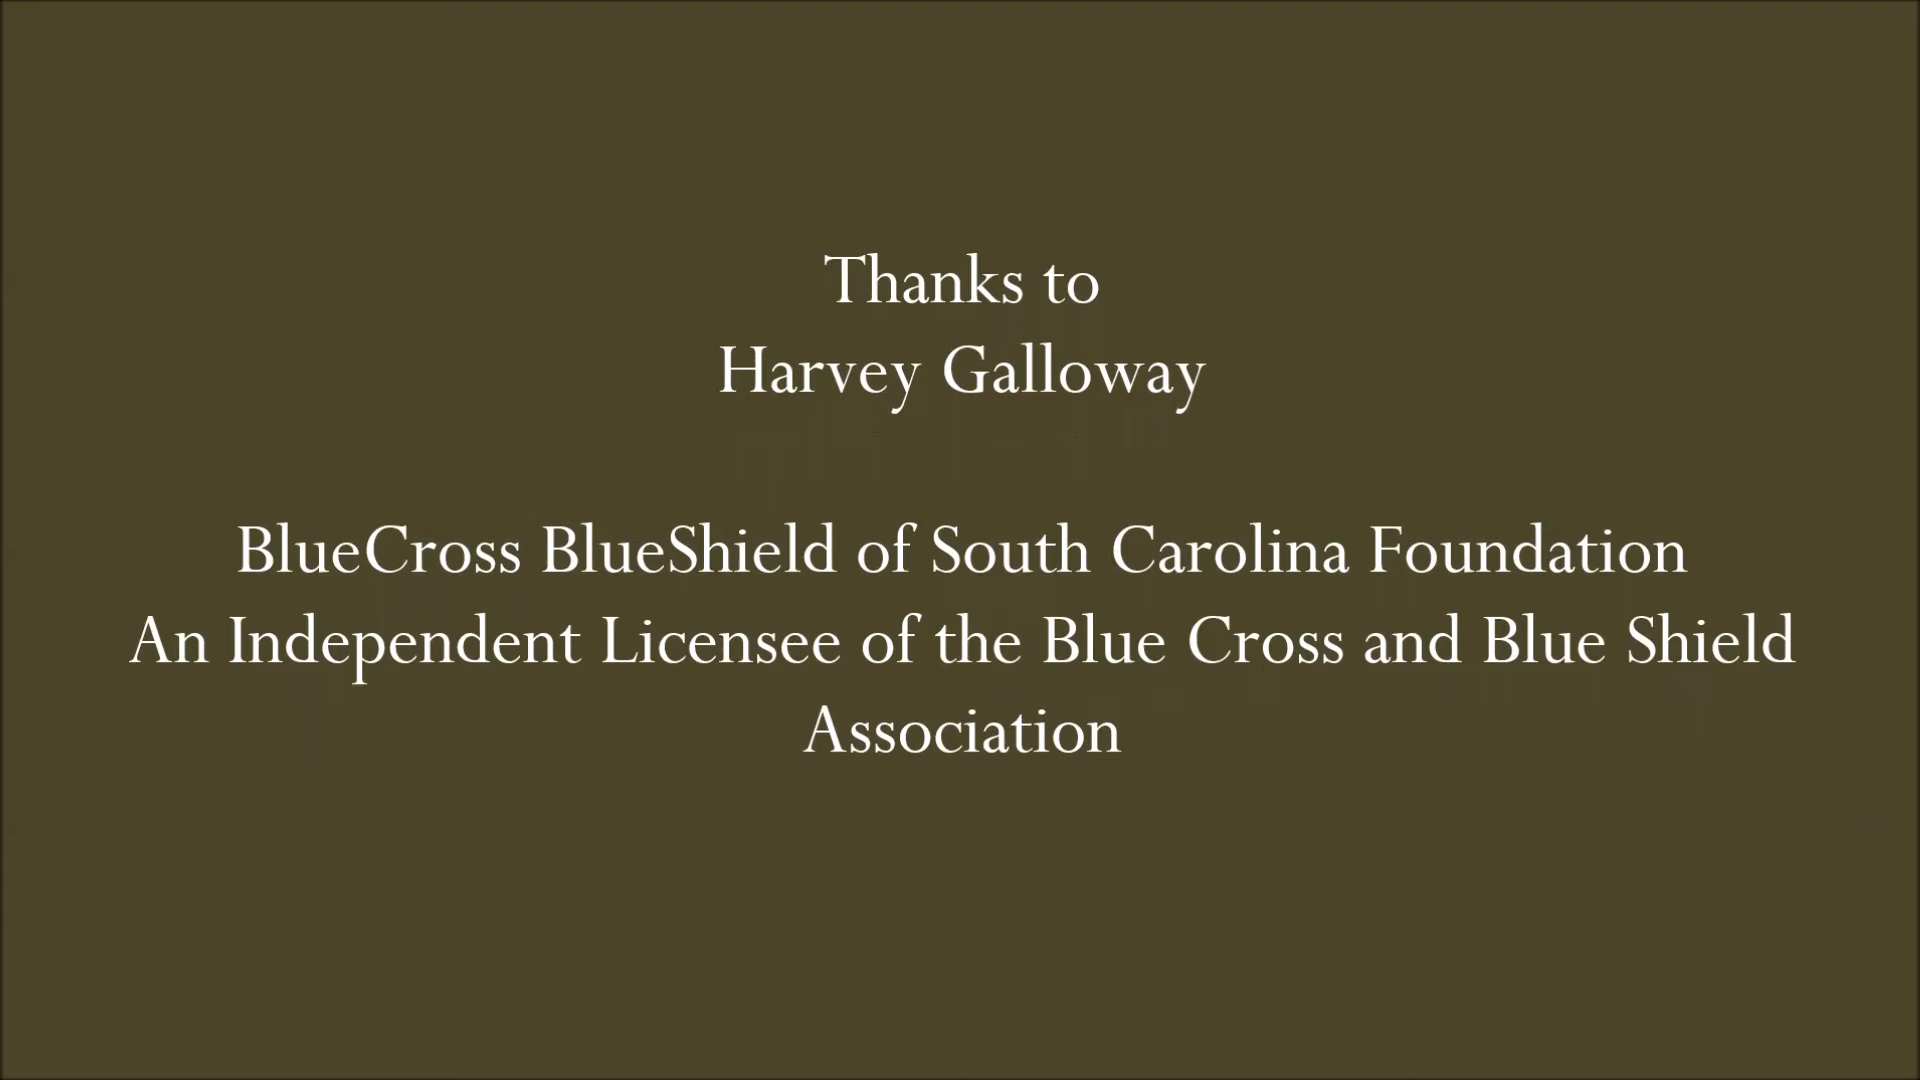 Thanks to
Harvey Galloway
BlueCross BlueShield of South Carolina Foundation
An Independent Licensee of the Blue Cross and Blue Shield
Association